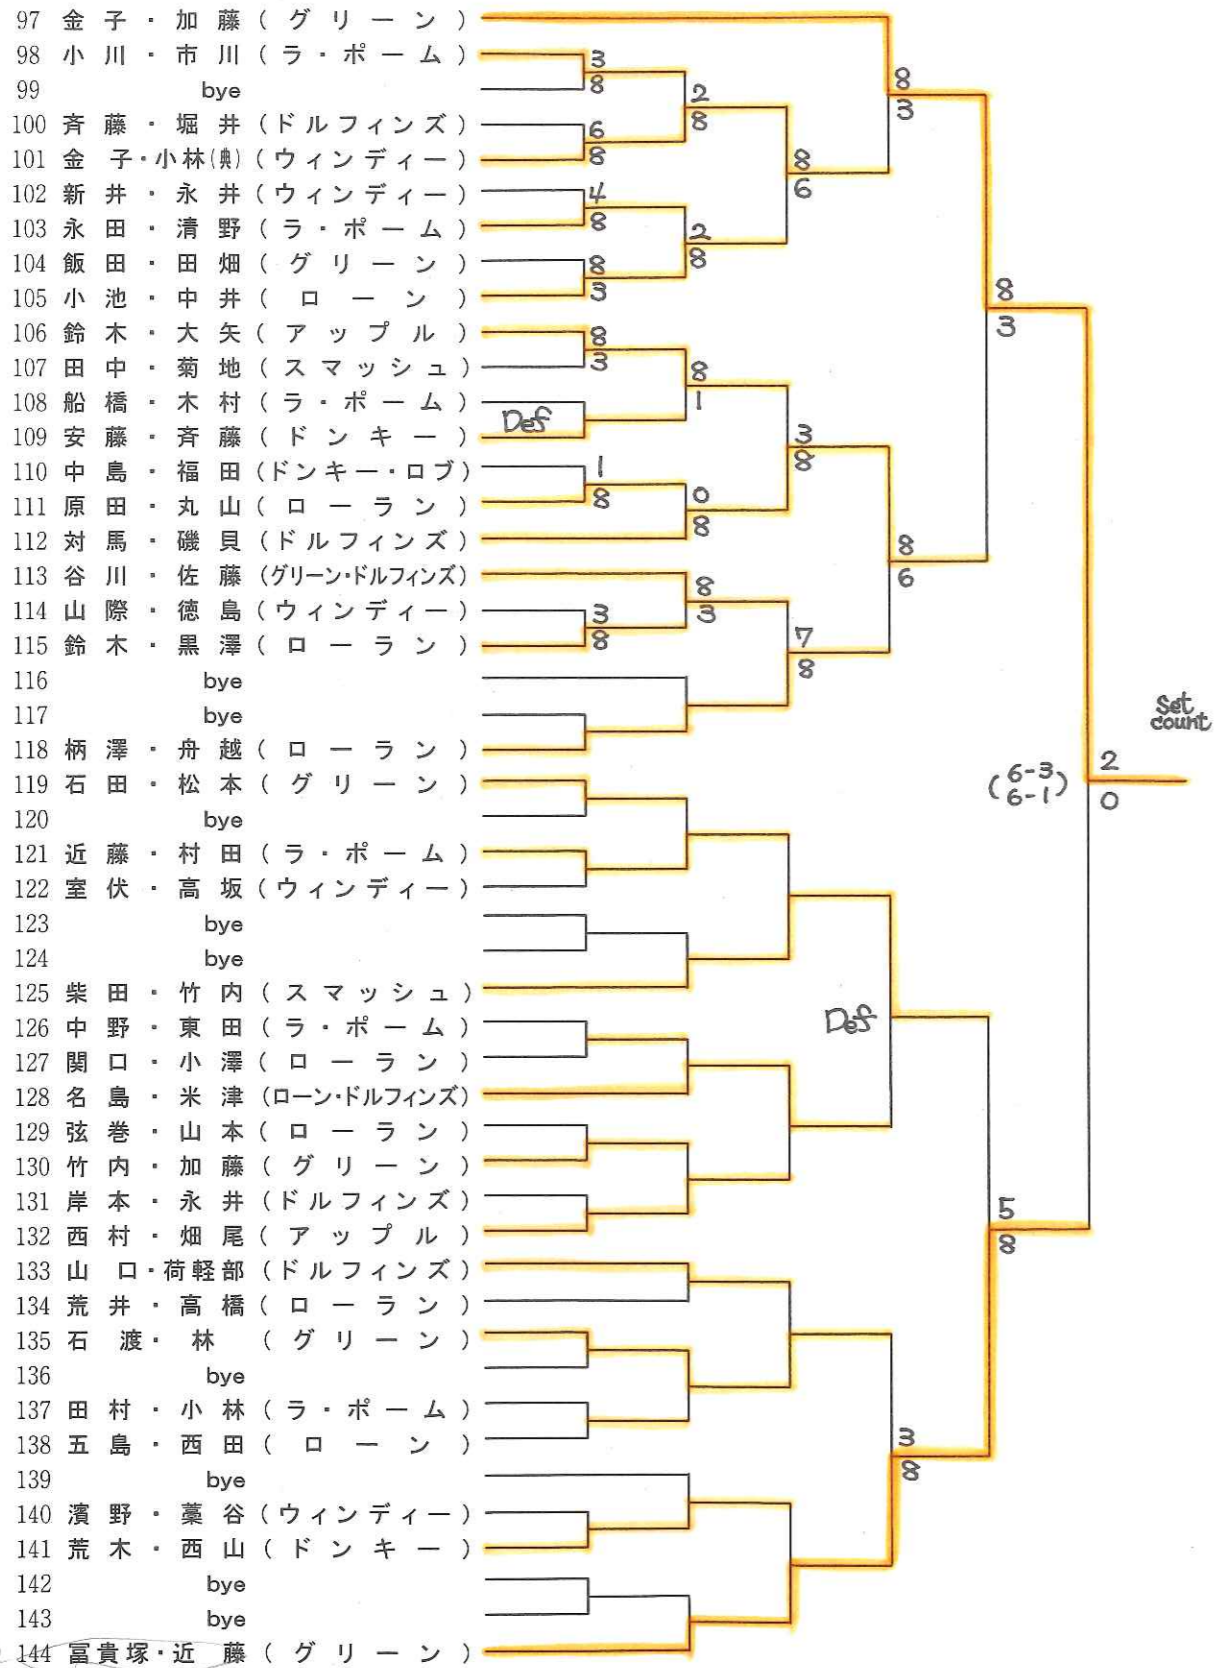 97 金子・加藤(グリーン)
98 小川・市川(ラ・ポーム)
3
99 bye
8
2
8
8
3
100 斉藤・堀井(ドルフィンズ)
6
101 金子・小林(典)(ウィンディー)
8
8
6
102 新井・永井(ウィンディー)
4
103 永田・清野(ラ・ポーム)
8
2
8
104 飯田・田畑(グリーン)
8
105 小池・中井(ローン)
3
8
3
106 鈴木・大矢(アップル)
8
107 田中・菊地(スマッシュ)
3
8
1
108 船橋・木村(ラ・ポーム)
Def
109 安藤・斉藤(ドンキー)
3
8
110 中島・福田(ドンキー・ロブ)
1
111 原田・丸山(ローラン)
8
0
8
112 対馬・磯貝(ドルフィンズ)
8
6
113 谷川・佐藤(グリーン・ドルフィンズ)
8
3
114 山際・徳島(ウィンディー)
3
115 鈴木・黒澤(ローラン)
8
7
8
116 bye
117 bye
Set
count
118 柄澤・舟越(ローラン)
119 石田・松本(グリーン)
(6-3
6-1)
2
0
120 bye
121 近藤・村田(ラ・ポーム)
122 室伏・高坂(ウィンディー)
123 bye
124 bye
125 柴田・竹内(スマッシュ)
126 中野・東田(ラ・ポーム)
Def
127 関口・小澤(ローラン)
128 名島・米津(ローン・ドルフィンズ)
129 弦巻・山本(ローラン)
130 竹内・加藤(グリーン)
131 岸本・永井(ドルフィンズ)
132 西村・畑尾(アップル)
5
8
133 山口・荷軽部(ドルフィンズ)
134 荒井・高橋(ローラン)
135 石渡・林(グリーン)
136 bye
137 田村・小林(ラ・ポーム)
138 五島・西田(ローン)
3
8
139 bye
140 濱野・藁谷(ウィンディー)
141 荒木・西山(ドンキー)
142 bye
143 bye
144 冨貴塚・近藤(グリーン)